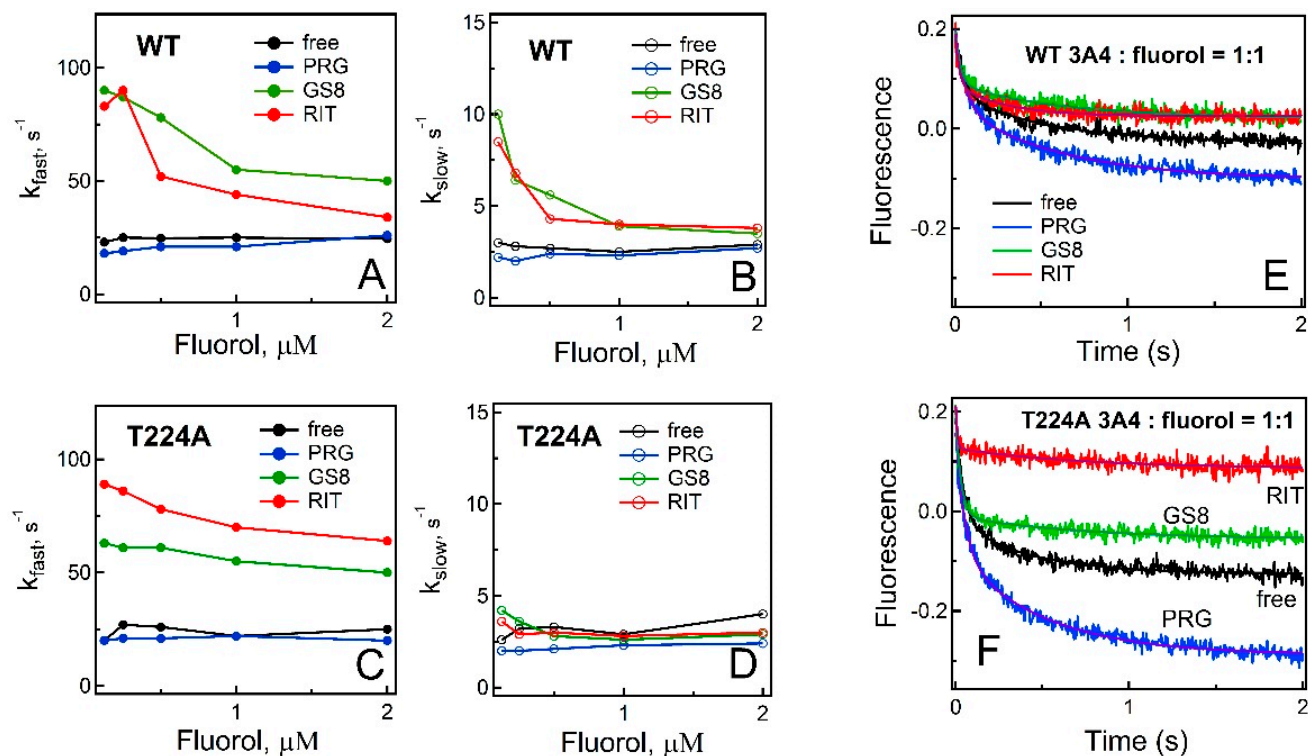 WT
free
PRG
GS8
RIT
100
50
0
k_fast, s⁻¹
1
2
Fluorol, μM
A
WT
free
PRG
GS8
RIT
15
10
5
0
k_slow, s⁻¹
1
2
Fluorol, μM
B
WT 3A4 : fluorol = 1:1
0.2
0.0
-0.2
Fluorescence
free
PRG
GS8
RIT
E
0
1
2
Time (s)
T224A
free
PRG
GS8
RIT
100
50
0
k_fast, s⁻¹
1
2
Fluorol, μM
C
T224A
free
PRG
GS8
RIT
15
10
5
0
k_slow, s⁻¹
1
2
Fluorol, μM
D
T224A 3A4 : fluorol = 1:1
0.2
0.0
-0.2
Fluorescence
RIT
GS8
free
PRG
F
0
1
2
Time (s)